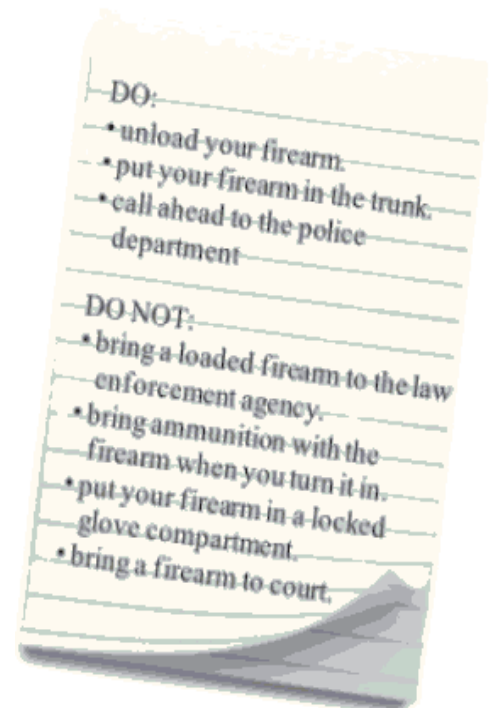 DO:
• unload your firearm.
• put your firearm in the trunk.
• call ahead to the police
department
DO NOT:
• bring a loaded firearm to the law
enforcement agency.
• bring ammunition with the
firearm when you turn it in.
• put your firearm in a locked
glove compartment.
• bring a firearm to court.